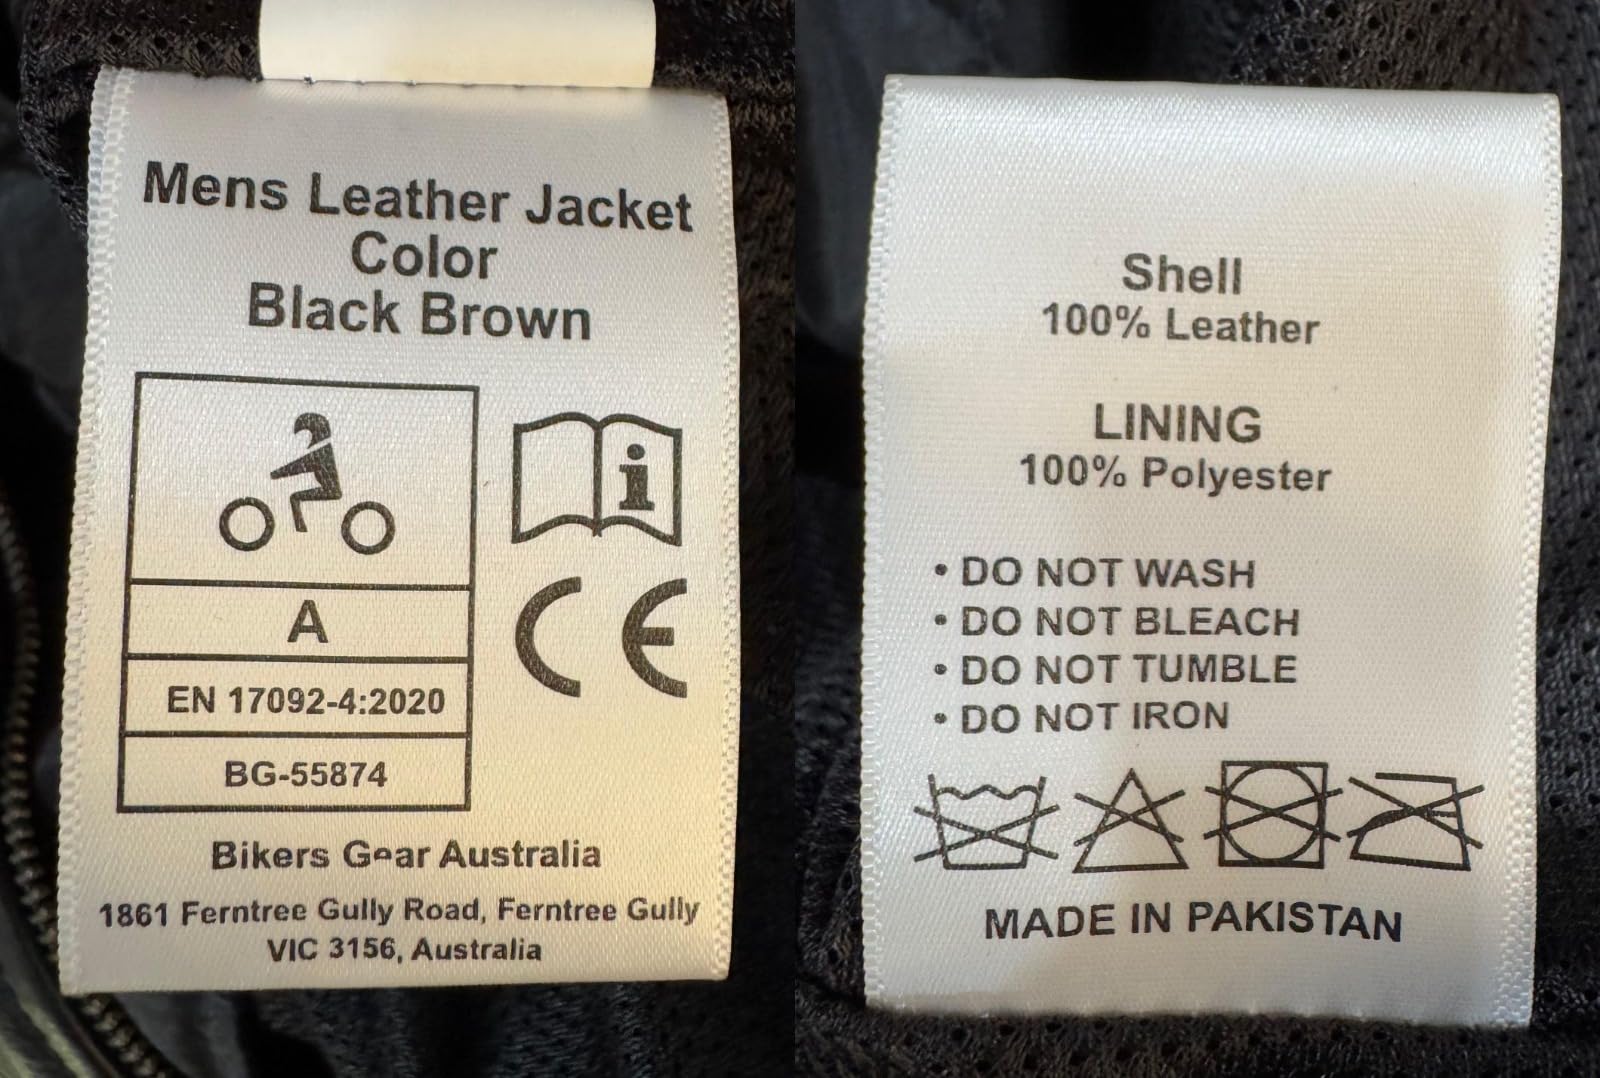 Mens Leather Jacket
Color
Black Brown
i
CE
A
EN 17092-4:2020
BG-55874
Bikers Gear Australia
1861 Ferntree Gully Road, Ferntree Gully
VIC 3156, Australia
Shell
100% Leather
LINING
100% Polyester
• DO NOT WASH
• DO NOT BLEACH
• DO NOT TUMBLE
• DO NOT IRON
MADE IN PAKISTAN